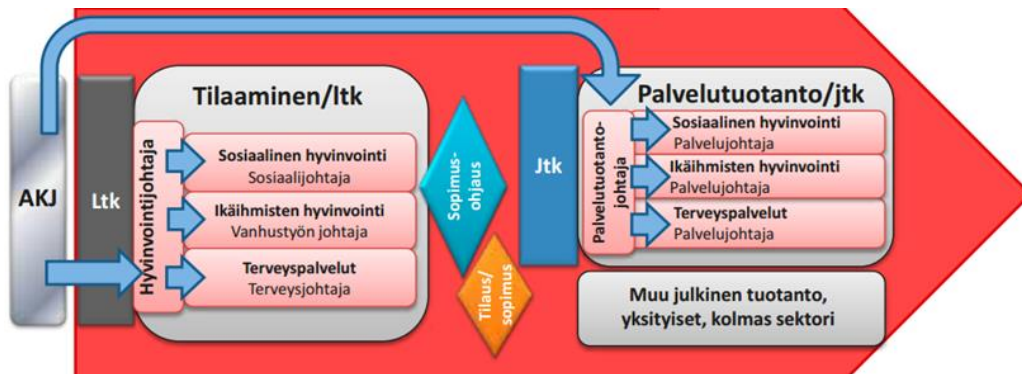 AKJ
Ltk
Tilaaminen/ltk
Hyvinvointijohtaja
Sosiaalinen hyvinvointi
Sosiaalijohtaja
Ikäihmisten hyvinvointi
Vanhustyön johtaja
Terveyspalvelut
Terveysjohtaja
Sopimus-
ohjaus
Tilaus/
sopimus
Jtk
Palvelutuotanto/jtk
Palvelutuotanto-
johtaja
Sosiaalinen hyvinvointi
Palvelujohtaja
Ikäihmisten hyvinvointi
Palvelujohtaja
Terveyspalvelut
Palvelujohtaja
Muu julkinen tuotanto,
yksityiset, kolmas sektori